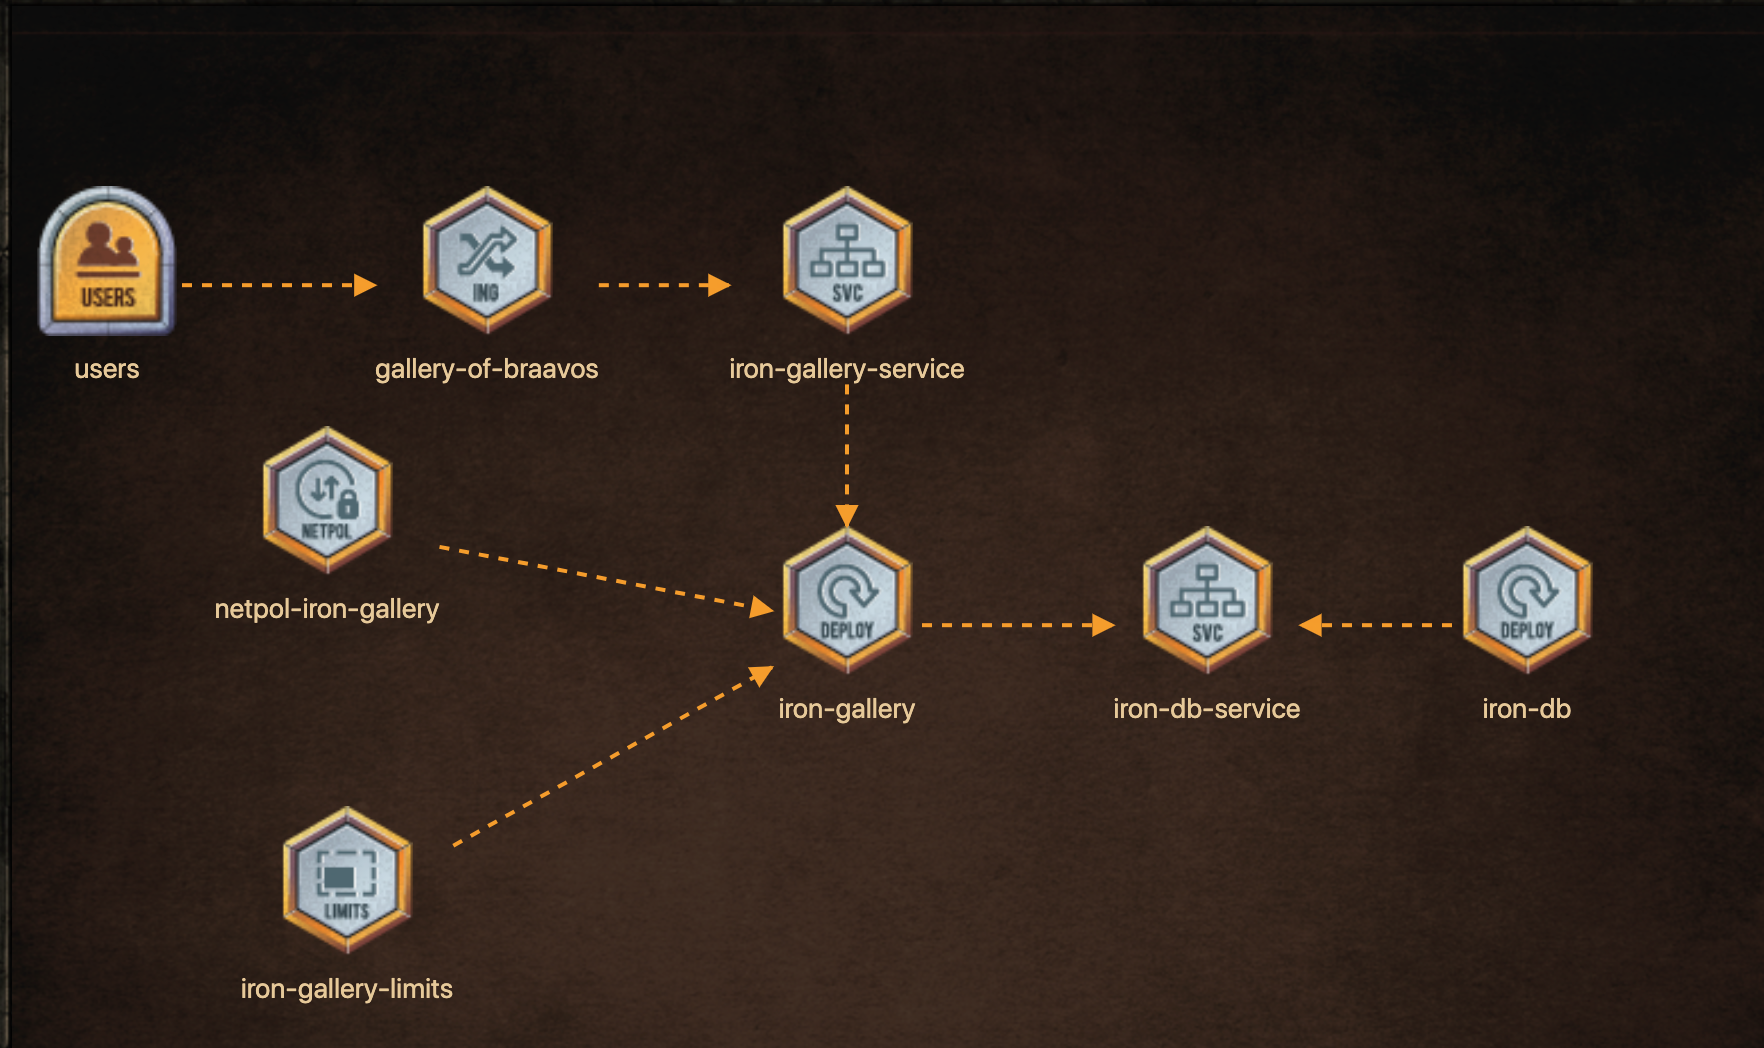 USERS
users
ING
gallery-of-braavos
SVC
iron-gallery-service
NETPOL
netpol-iron-gallery
DEPLOY
iron-gallery
SVC
iron-db-service
DEPLOY
iron-db
LIMITS
iron-gallery-limits